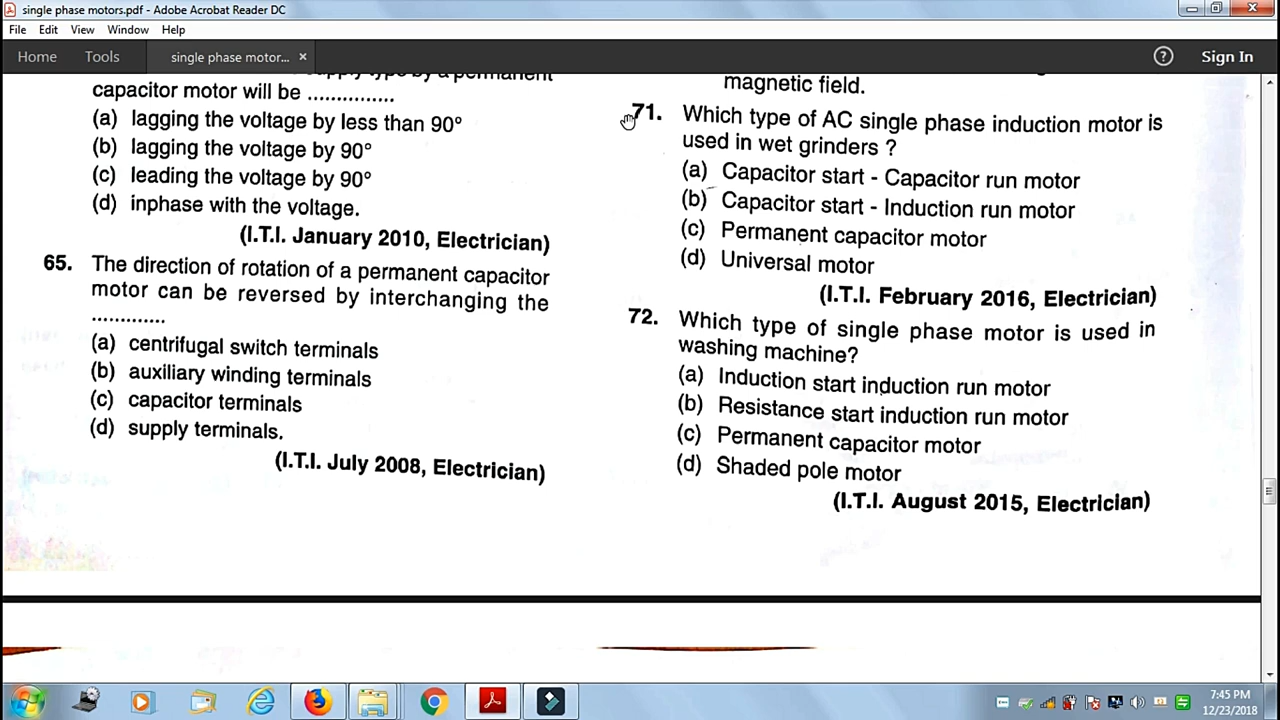 single phase motors.pdf - Adobe Acrobat Reader DC
File Edit View Window Help
Home Tools single phase motor... × ? Sign In
supply type by a permanent
capacitor motor will be ...............
(a) lagging the voltage by less than 90°
(b) lagging the voltage by 90°
(c) leading the voltage by 90°
(d) inphase with the voltage.
(I.T.I. January 2010, Electrician)
65. The direction of rotation of a permanent capacitor
motor can be reversed by interchanging the
.............
(a) centrifugal switch terminals
(b) auxiliary winding terminals
(c) capacitor terminals
(d) supply terminals.
(I.T.I. July 2008, Electrician)
magnetic field.
71. Which type of AC single phase induction motor is
used in wet grinders ?
(a) Capacitor start - Capacitor run motor
(b) Capacitor start - Induction run motor
(c) Permanent capacitor motor
(d) Universal motor
(I.T.I. February 2016, Electrician)
72. Which type of single phase motor is used in
washing machine?
(a) Induction start induction run motor
(b) Resistance start induction run motor
(c) Permanent capacitor motor
(d) Shaded pole motor
(I.T.I. August 2015, Electrician)
7:45 PM
12/23/2018